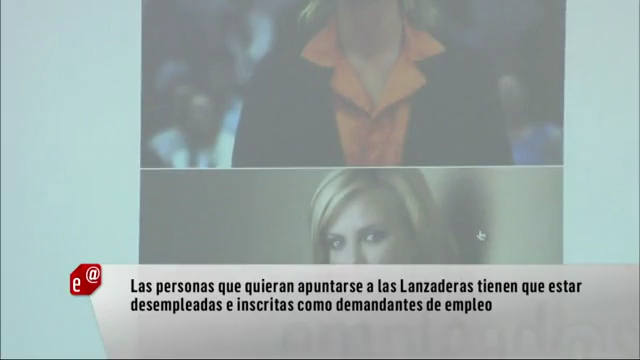 e@
Las personas que quieran apuntarse a las Lanzaderas tienen que estar
desempleadas e inscritas como demandantes de empleo